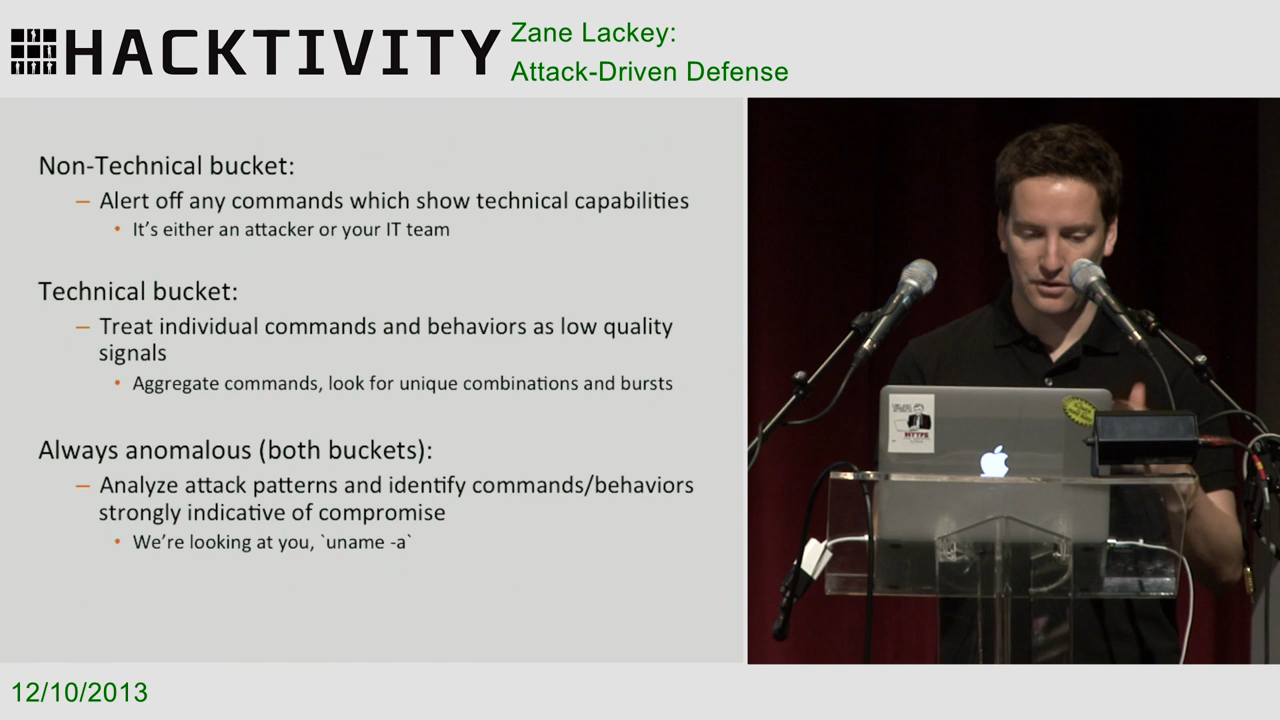 HACKTIVITY
Zane Lackey:
Attack-Driven Defense
Non-Technical bucket:
– Alert off any commands which show technical capabilities
• It's either an attacker or your IT team
Technical bucket:
– Treat individual commands and behaviors as low quality
signals
• Aggregate commands, look for unique combinations and bursts
Always anomalous (both buckets):
– Analyze attack patterns and identify commands/behaviors
strongly indicative of compromise
• We're looking at you, `uname -a`
HTTPS
12/10/2013